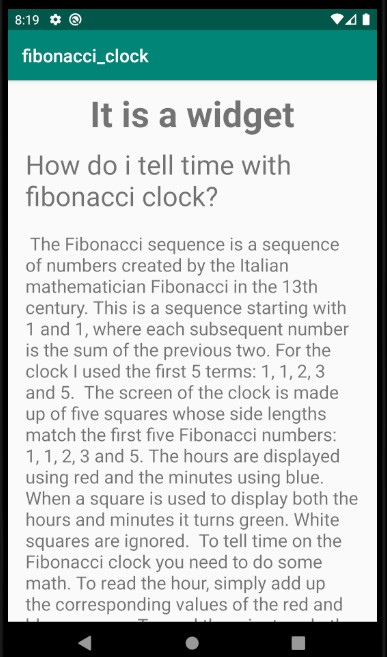 8:19
fibonacci_clock
It is a widget
How do i tell time with
fibonacci clock?
The Fibonacci sequence is a sequence
of numbers created by the Italian
mathematician Fibonacci in the 13th
century. This is a sequence starting with
1 and 1, where each subsequent number
is the sum of the previous two. For the
clock I used the first 5 terms: 1, 1, 2, 3
and 5.  The screen of the clock is made
up of five squares whose side lengths
match the first five Fibonacci numbers:
1, 1, 2, 3 and 5. The hours are displayed
using red and the minutes using blue.
When a square is used to display both the
hours and minutes it turns green. White
squares are ignored.  To tell time on the
Fibonacci clock you need to do some
math. To read the hour, simply add up
the corresponding values of the red and